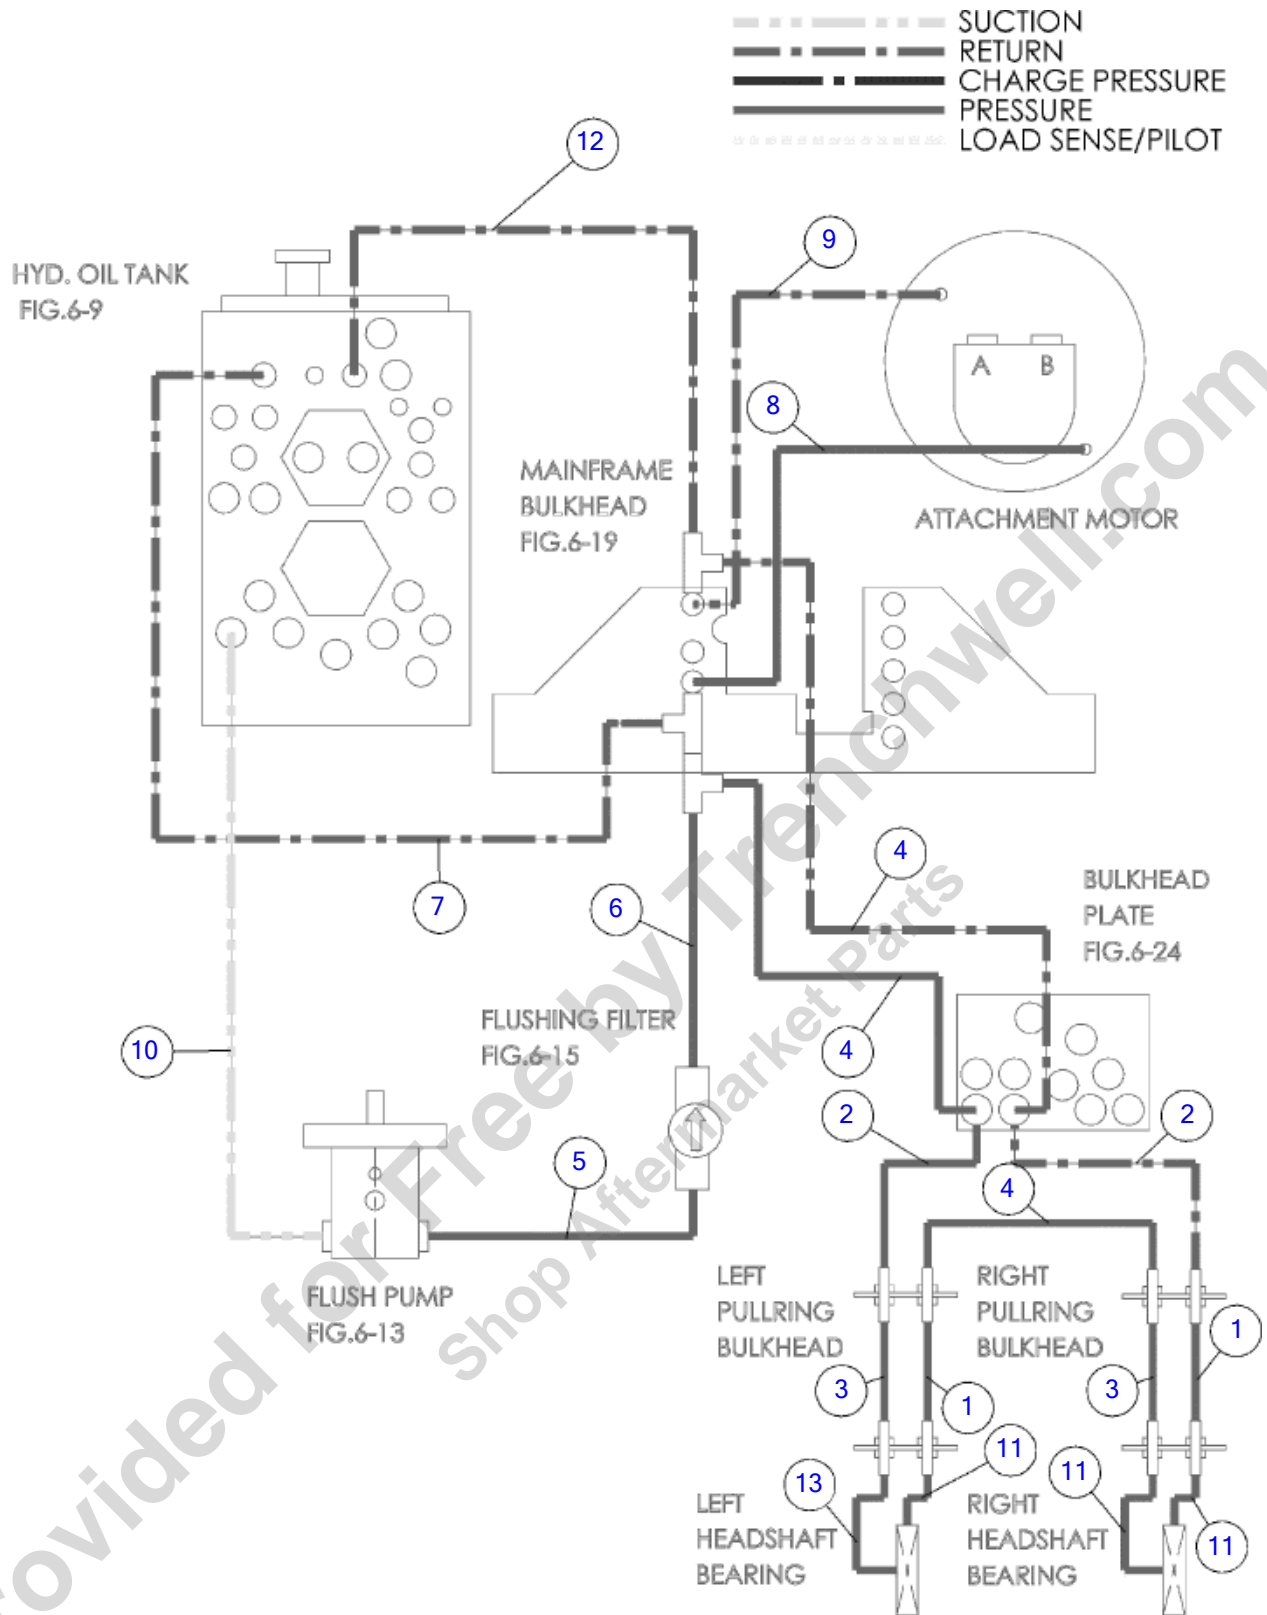 SUCTION
RETURN
CHARGE PRESSURE
PRESSURE
LOAD SENSE/PILOT
12
9
HYD. OIL TANK
FIG.6-9
A
B
8
MAINFRAME
BULKHEAD
FIG.6-19
ATTACHMENT MOTOR
4
7
6
BULKHEAD
PLATE
FIG.6-24
FLUSHING FILTER
FIG.6-15
10
4
2
2
5
4
FLUSH PUMP
FIG.6-13
LEFT
PULLRING
BULKHEAD
RIGHT
PULLRING
BULKHEAD
1
3
1
3
11
13
11
11
LEFT
HEADSHAFT
BEARING
RIGHT
HEADSHAFT
BEARING
Provided for Free by Trenchwell.com
Shop Aftermarket Parts